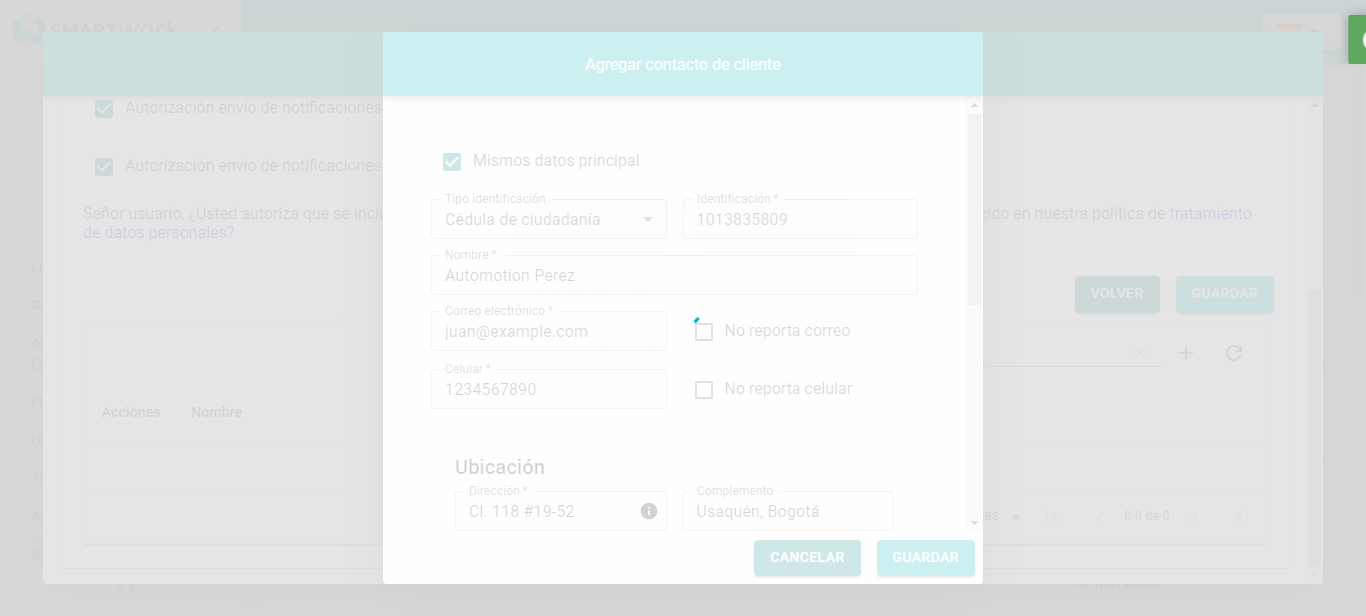 SMARTWORK
Agregar contacto de cliente
Autorización envío de notificaciones
Autorización envío de notificaciones
Señor usuario, ¿Usted autoriza que se
cido en nuestra política de tratamiento
de datos personales?
VOLVER
GUARDAR
Acciones
Nombre
0-0 de 0
Mismos datos principal
Tipo identificación
Cédula de ciudadanía
Identificación *
1013835809
Nombre *
Automotion Perez
Correo electrónico *
juan@example.com
No reporta correo
Celular *
1234567890
No reporta celular
Ubicación
Dirección *
Cl. 118 #19-52
Complemento
Usaquén, Bogotá
CANCELAR
GUARDAR